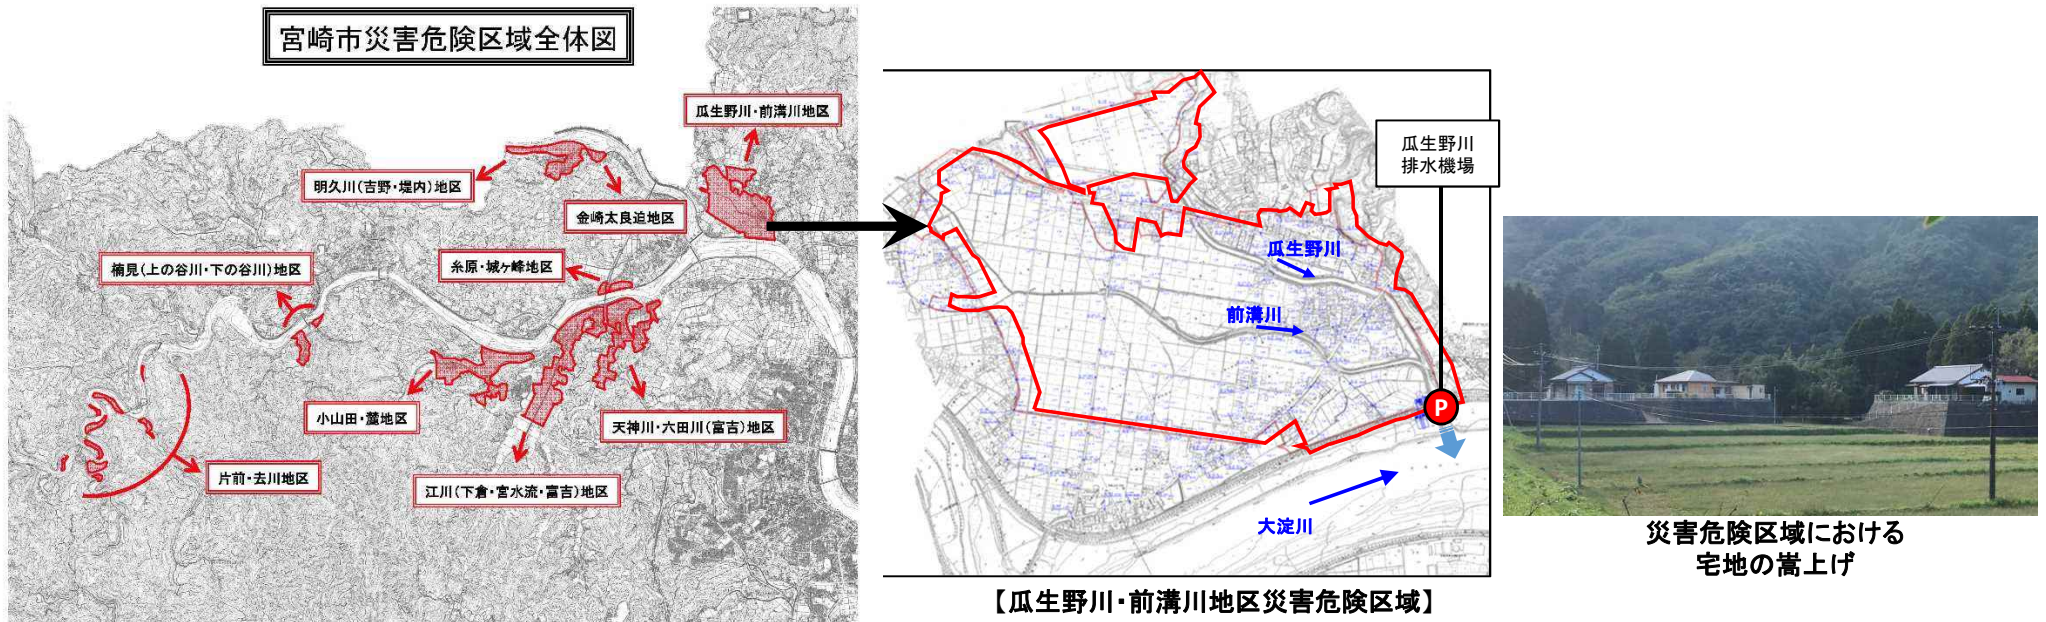 宮崎市災害危険区域全体図
瓜生野川・前溝川地区
明久川(吉野・堤内)地区
金崎太良迫地区
楠見(上の谷川・下の谷川)地区
糸原・城ヶ峰地区
小山田・麓地区
天神川・六田川(富吉)地区
片前・去川地区
江川(下倉・宮水流・富吉)地区
瓜生野川
排水機場
瓜生野川
前溝川
P
大淀川
【瓜生野川・前溝川地区災害危険区域】
災害危険区域における
宅地の嵩上げ